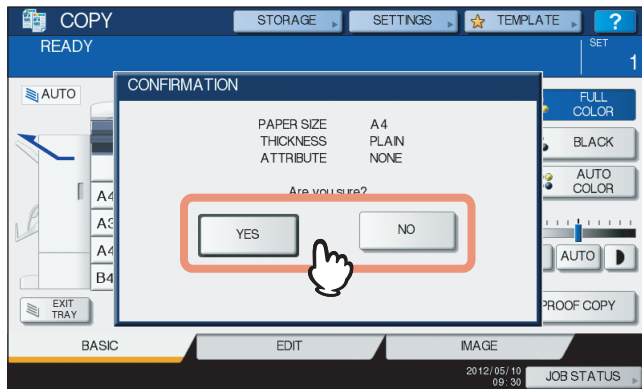 COPY
STORAGE
SETTINGS
TEMPLATE
?
READY
SET
1
AUTO
CONFIRMATION
FULL
COLOR
PAPER SIZE A4
THICKNESS PLAIN
ATTRIBUTE NONE
BLACK
Are you sure?
AUTO
COLOR
A4
A3
A4
B4
YES
NO
AUTO
EXIT
TRAY
PROOF COPY
BASIC
EDIT
IMAGE
2012/05/10
09:30
JOB STATUS